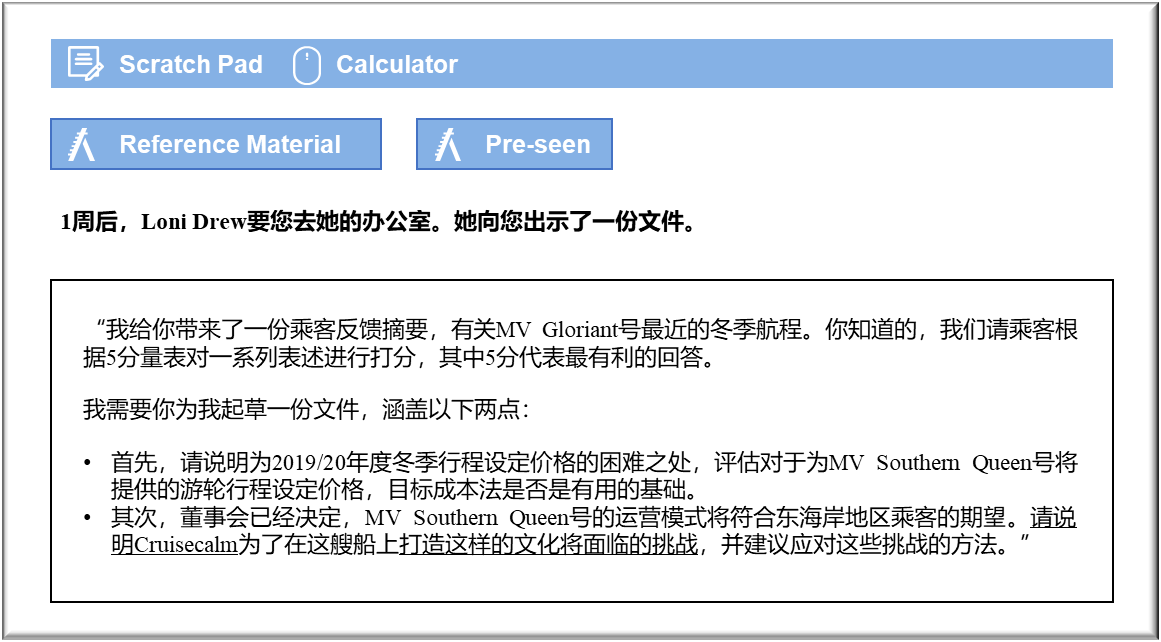 Scratch Pad Calculator
Reference Material Pre-seen
1周后，Loni Drew要您去她的办公室。她向您出示了一份文件。
“我给你带来了一份乘客反馈摘要，有关MV Gloriant号最近的冬季航程。你知道的，我们请乘客根
据5分量表对一系列表述进行打分，其中5分代表最有利的回答。
我需要你为我起草一份文件，涵盖以下两点：
• 首先，请说明为2019/20年度冬季行程设定价格的困难之处，评估对于为MV Southern Queen号将
提供的游轮行程设定价格，目标成本法是否是有用的基础。
• 其次，董事会已经决定，MV Southern Queen号的运营模式将符合东海岸地区乘客的期望。请说
明Cruisecalm为了在这艘船上打造这样的文化将面临的挑战，并建议应对这些挑战的方法。”